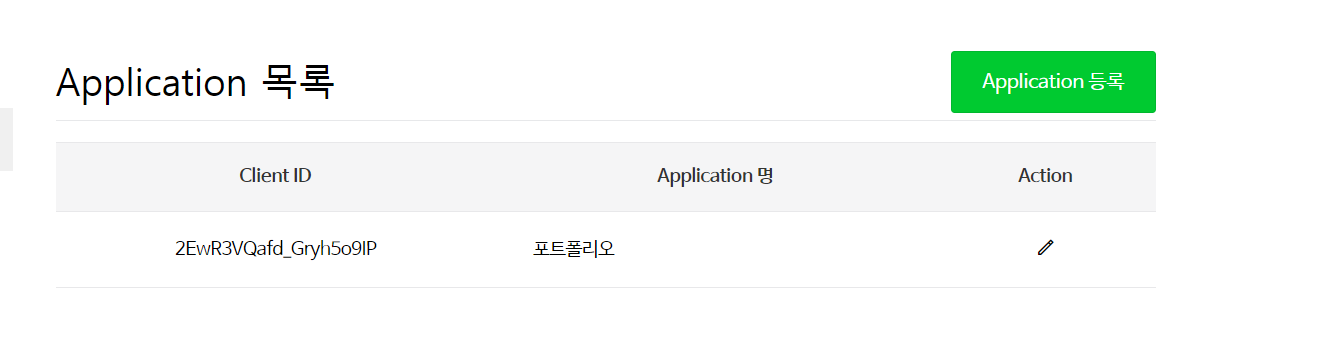 Application 목록
Application 등록
Client ID Application 명 Action
2EwR3VQafd_Gryh5o9IP 포트폴리오